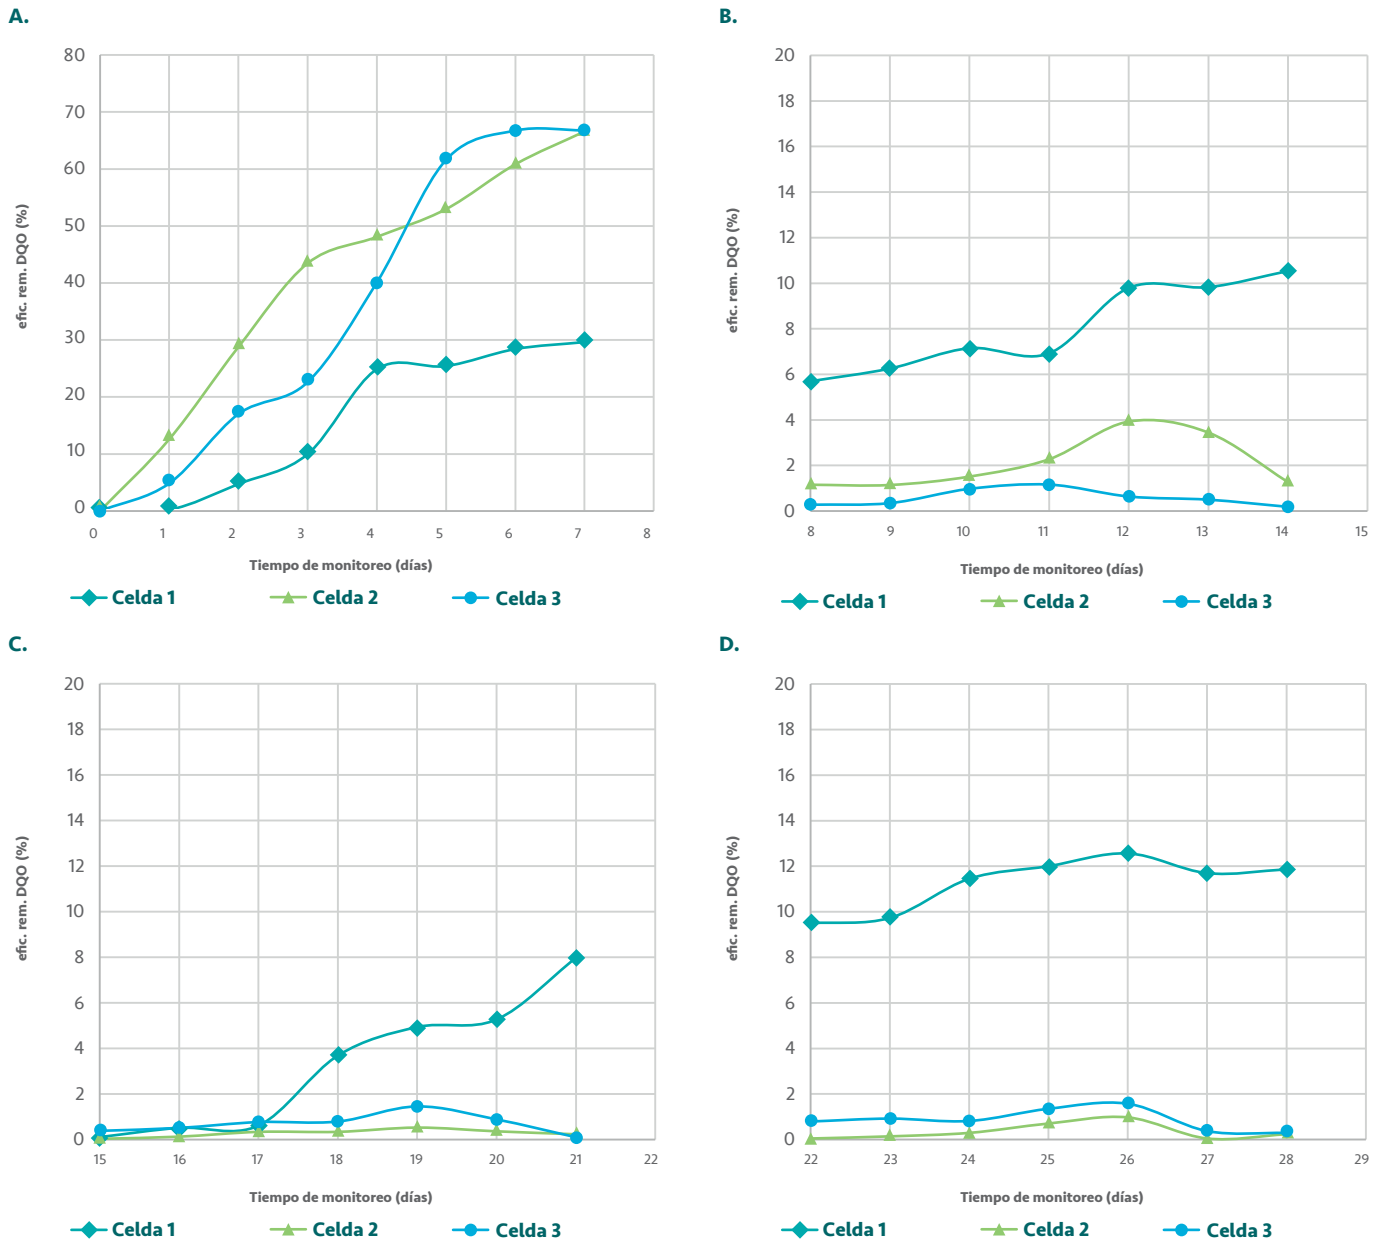 A.
80
70
60
50
40
30
20
10
0
efic. rem. DQO (%)
0 1 2 3 4 5 6 7 8
Tiempo de monitoreo (días)
Celda 1 Celda 2 Celda 3
B.
20
18
16
14
12
10
8
6
4
2
0
efic. rem. DQO (%)
8 9 10 11 12 13 14 15
Tiempo de monitoreo (días)
Celda 1 Celda 2 Celda 3
C.
20
18
16
14
12
10
8
6
4
2
0
efic. rem. DQO (%)
15 16 17 18 19 20 21 22
Tiempo de monitoreo (días)
Celda 1 Celda 2 Celda 3
D.
20
18
16
14
12
10
8
6
4
2
0
efic. rem. DQO (%)
22 23 24 25 26 27 28 29
Tiempo de monitoreo (días)
Celda 1 Celda 2 Celda 3